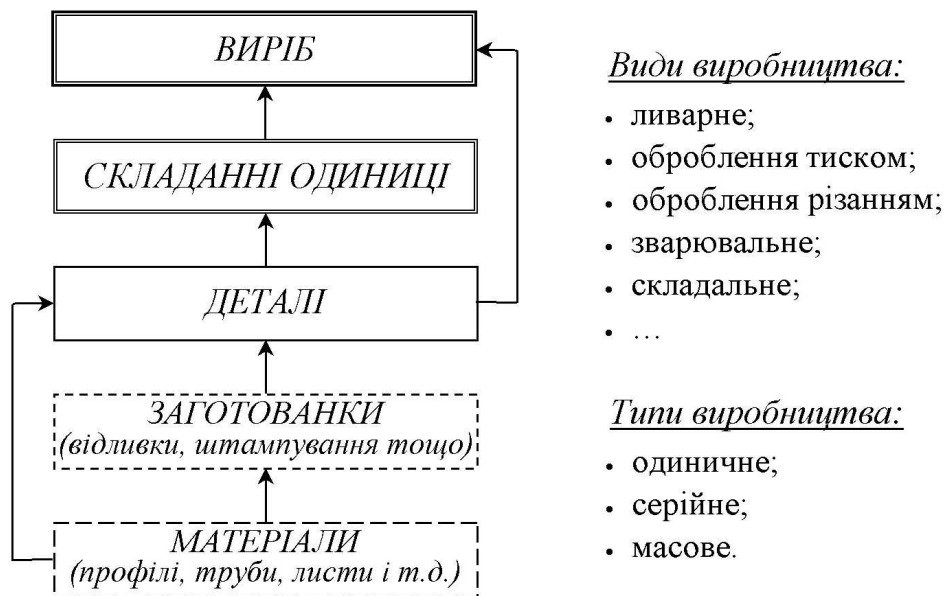 ВИРІБ
СКЛАДАННІ ОДИНИЦІ
ДЕТАЛІ
ЗАГОТОВАНКИ
(відливки, штампування тощо)
МАТЕРІАЛИ
(профілі, труби, листи і т.д.)
Види виробництва:
• ливарне;
• оброблення тиском;
• оброблення різанням;
• зварювальне;
• складальне;
• …
Типи виробництва:
• одиничне;
• серійне;
• масове.